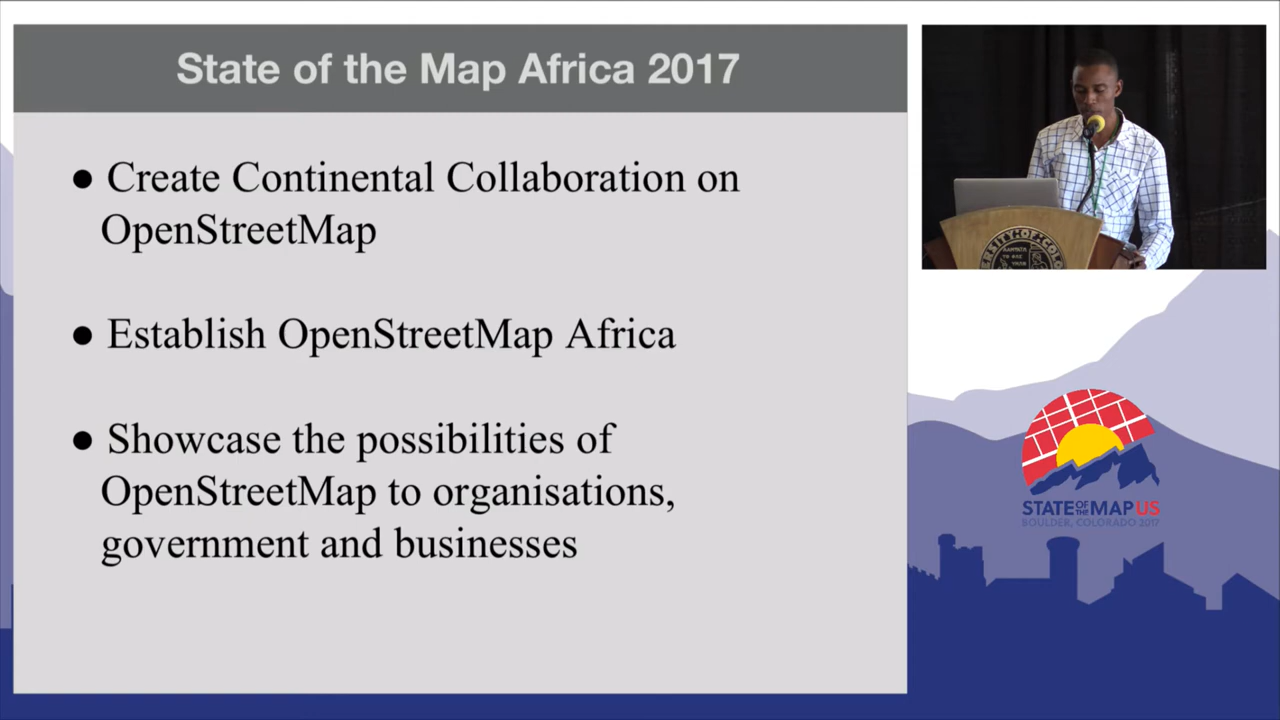 State of the Map Africa 2017
● Create Continental Collaboration on
OpenStreetMap
● Establish OpenStreetMap Africa
● Showcase the possibilities of
OpenStreetMap to organisations,
government and businesses
STATE OF THE MAP US
BOULDER, COLORADO 2017